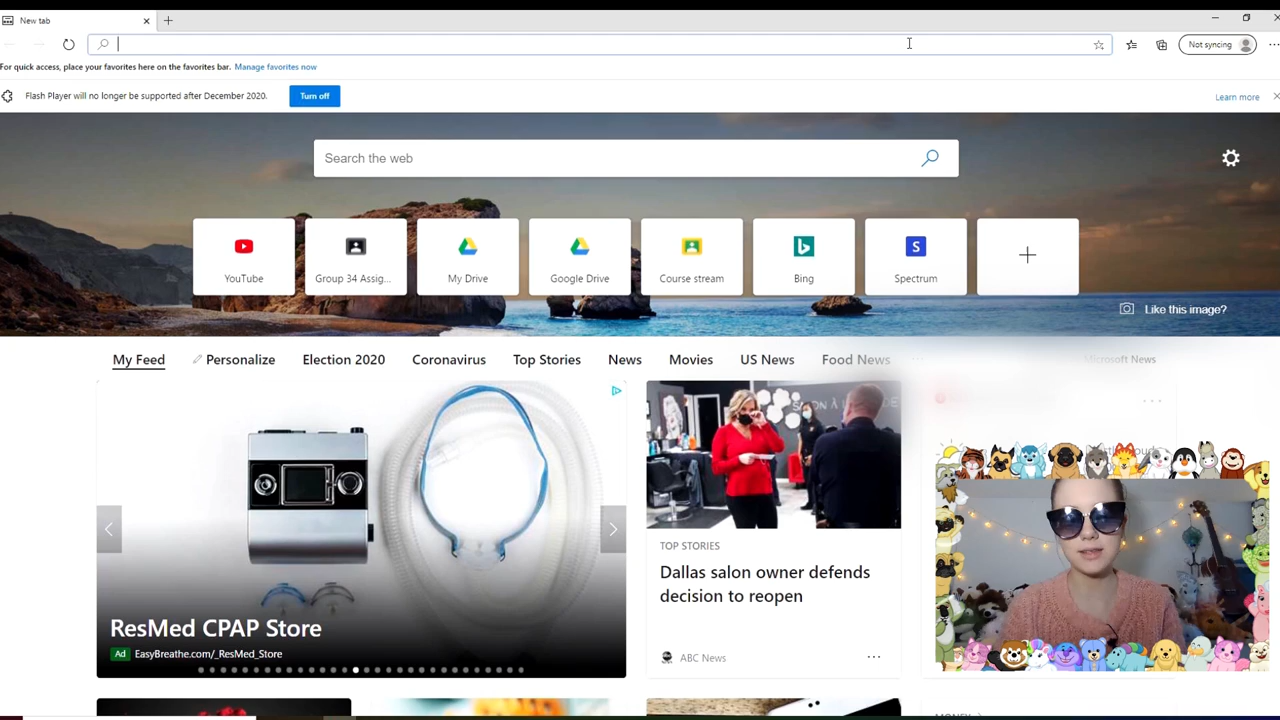 New tab
Not syncing
For quick access, place your favorites here on the favorites bar. Manage favorites now
Flash Player will no longer be supported after December 2020. Turn off
Learn more
Search the web
YouTube
Group 34 Assig...
My Drive
Google Drive
Course stream
Bing
Spectrum
Like this image?
My Feed
Personalize
Election 2020
Coronavirus
Top Stories
News
Movies
US News
Food News
Microsoft News
SALON À LA
ResMed CPAP Store
Ad EasyBreathe.com/_ResMed_Store
TOP STORIES
Dallas salon owner defends
decision to reopen
ABC News